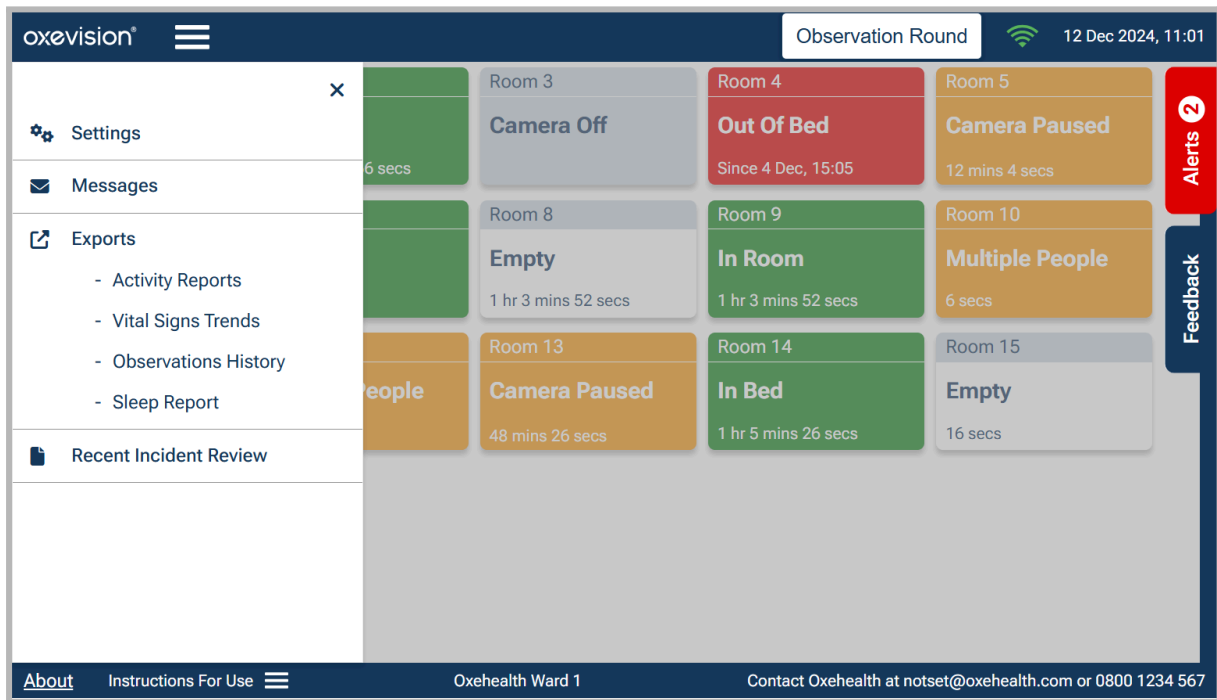 oxevision®
Observation Round
12 Dec 2024, 11:01
Settings
Messages
Exports
- Activity Reports
- Vital Signs Trends
- Observations History
- Sleep Report
Recent Incident Review
6 secs
Room 3
Camera Off
Room 4
Out Of Bed
Since 4 Dec, 15:05
Room 5
Camera Paused
12 mins 4 secs
Room 8
Empty
1 hr 3 mins 52 secs
Room 9
In Room
1 hr 3 mins 52 secs
Room 10
Multiple People
6 secs
People
Room 13
Camera Paused
48 mins 26 secs
Room 14
In Bed
1 hr 5 mins 26 secs
Room 15
Empty
16 secs
Alerts 2
Feedback
About
Instructions For Use
Oxehealth Ward 1
Contact Oxehealth at notset@oxehealth.com or 0800 1234 567